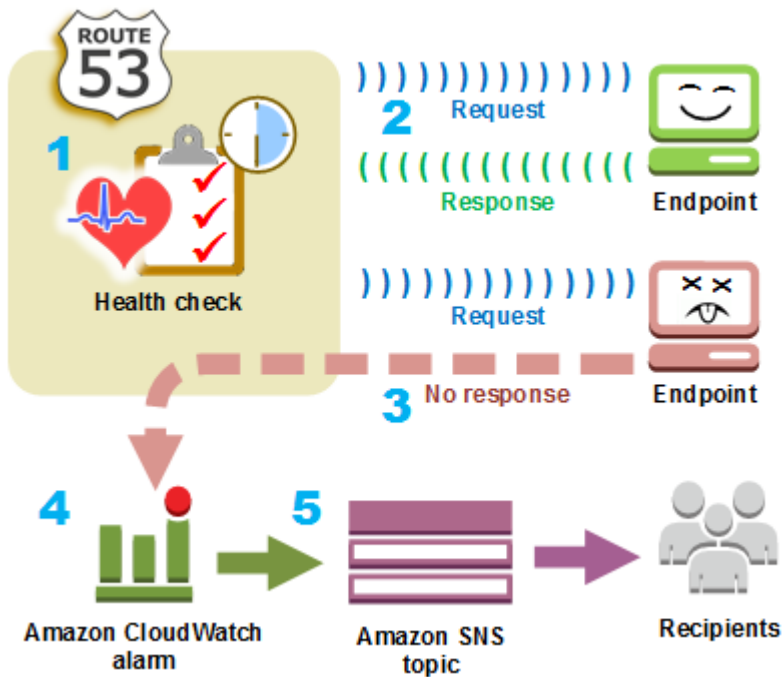 ROUTE
53
1
Health check
2
Request
Response
Endpoint
Request
3
No response
Endpoint
4
Amazon CloudWatch
alarm
5
Amazon SNS
topic
Recipients